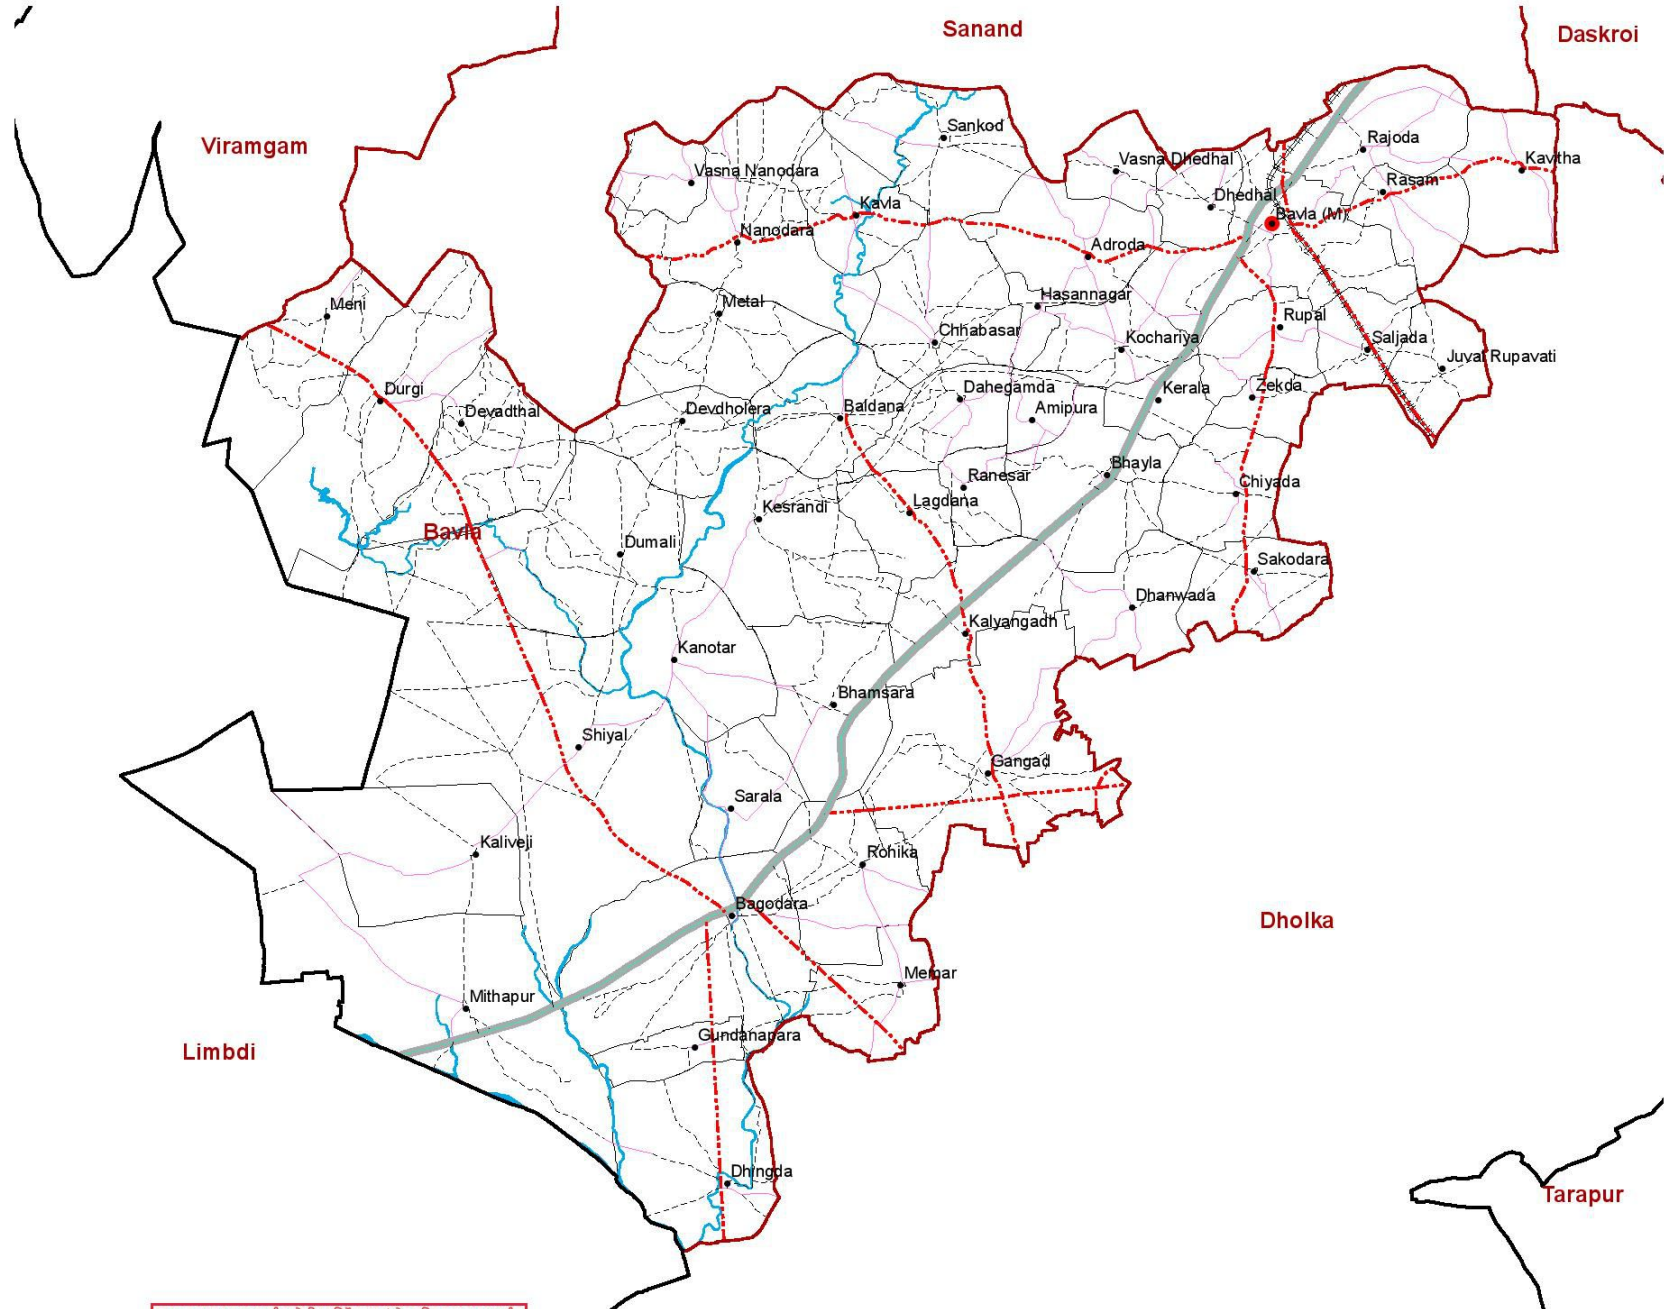 Sanand
Daskroi
Viramgam
Sankod
Rajoda
Vasna Dhedhal
Kavitha
Vasna Nanodara
Rasam
Dhedhal
Kavla
Bavla (M)
Nanodara
Adroda
Meni
Metal
Hasannagar
Rupal
Chhabasar
Kochariya
Saljada
Juval Rupavati
Durgi
Dahegamda
Kerala
Zekda
Devadthal
Devdholera
Baldana
Amipura
Bhayla
Ranesar
Chiyada
Kesrandi
Lagdana
Bavla
Dumali
Sakodara
Dhanwada
Kalyangadh
Kanotar
Bhamsara
Shiyal
Gangad
Sarala
Kaliveji
Rohika
Bagodara
Dholka
Memar
Mithapur
Gundanapara
Limbdi
Dhingda
Tarapur